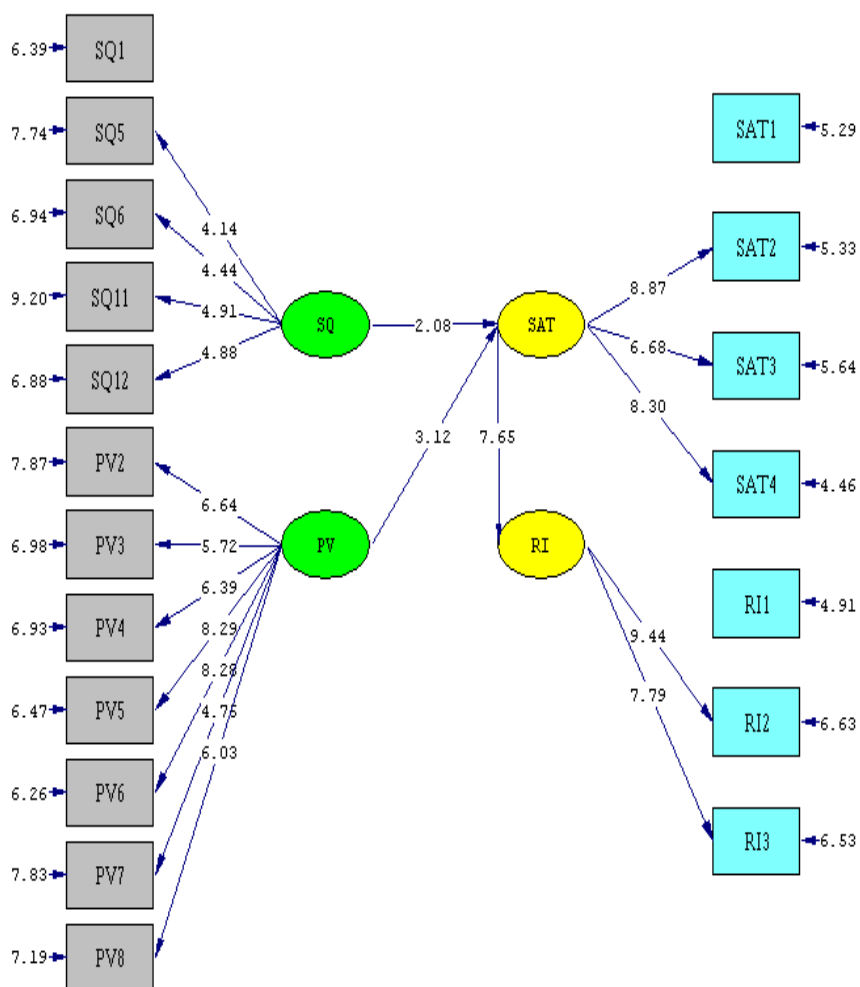 6.39 SQ1
7.74 SQ5
6.94 SQ6
9.20 SQ11
6.88 SQ12
7.87 PV2
6.98 PV3
6.93 PV4
6.47 PV5
6.26 PV6
7.83 PV7
7.19 PV8
4.14
4.44
4.91
4.88
6.64
5.72
6.39
8.29
8.28
4.75
6.03
SQ
PV
2.08
3.12
7.65
SAT
RI
8.87
6.68
8.30
9.44
7.79
SAT1 5.29
SAT2 5.33
SAT3 5.64
SAT4 4.46
RI1 4.91
RI2 6.63
RI3 6.53